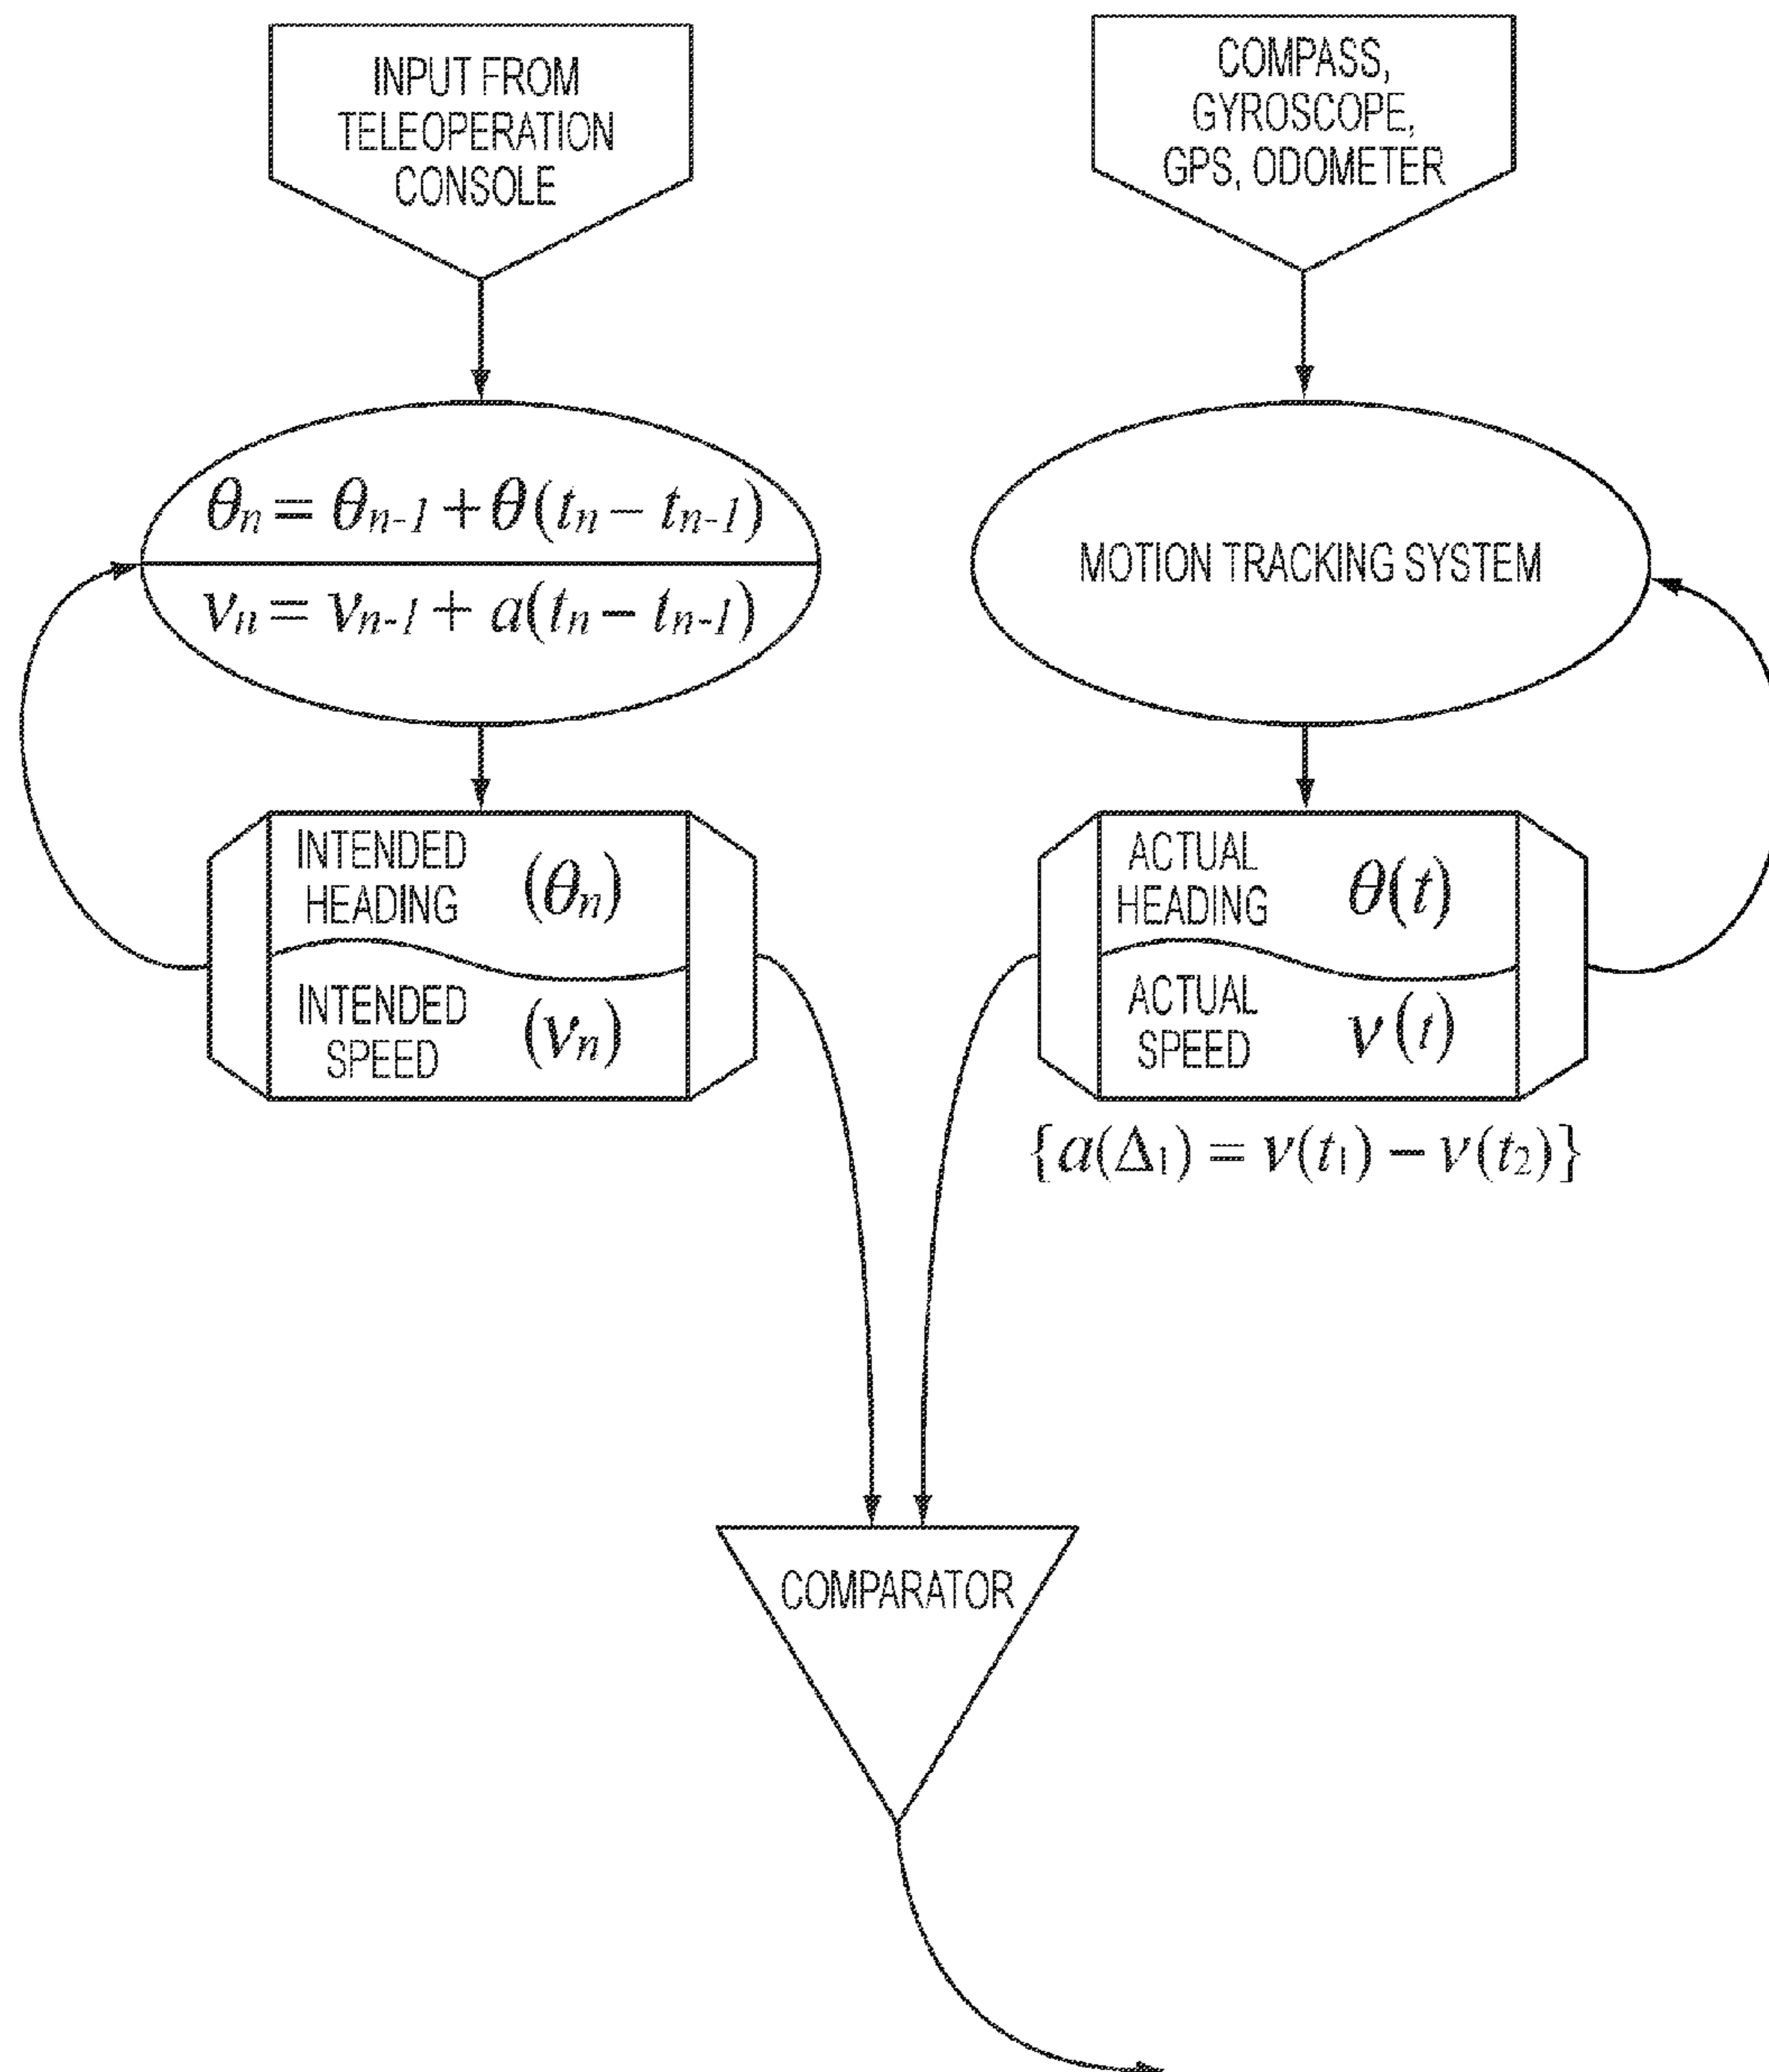 INPUT FROM
TELEOPERATION
CONSOLE
COMPASS,
GYROSCOPE,
GPS, ODOMETER
θₙ = θₙ₋₁ + θ(tₙ − tₙ₋₁)
vₙ = vₙ₋₁ + a(tₙ − tₙ₋₁)
MOTION TRACKING SYSTEM
INTENDED
HEADING (θₙ)
INTENDED
SPEED (vₙ)
ACTUAL
HEADING θ(t)
ACTUAL
SPEED v(t)
{a(Δ₁) = v(t₁) − v(t₂)}
COMPARATOR